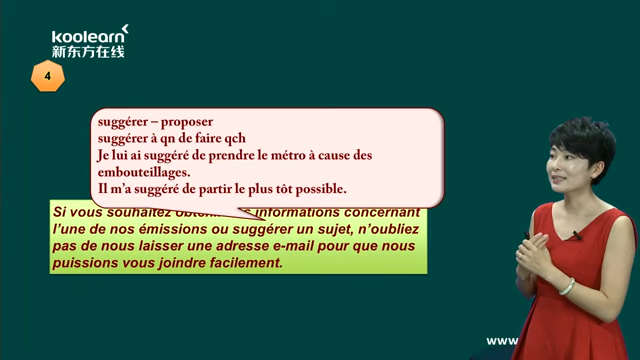 koolearn
新东方在线
4
suggérer – proposer
suggérer à qn de faire qch
Je lui ai suggéré de prendre le métro à cause des
embouteillages.
Il m'a suggéré de partir le plus tôt possible.
Si vous souhaitez informations concernant
l'une de nos émissions ou suggérer un sujet, n'oubliez
pas de nous laisser une adresse e-mail pour que nous
puissions vous joindre facilement.
www.